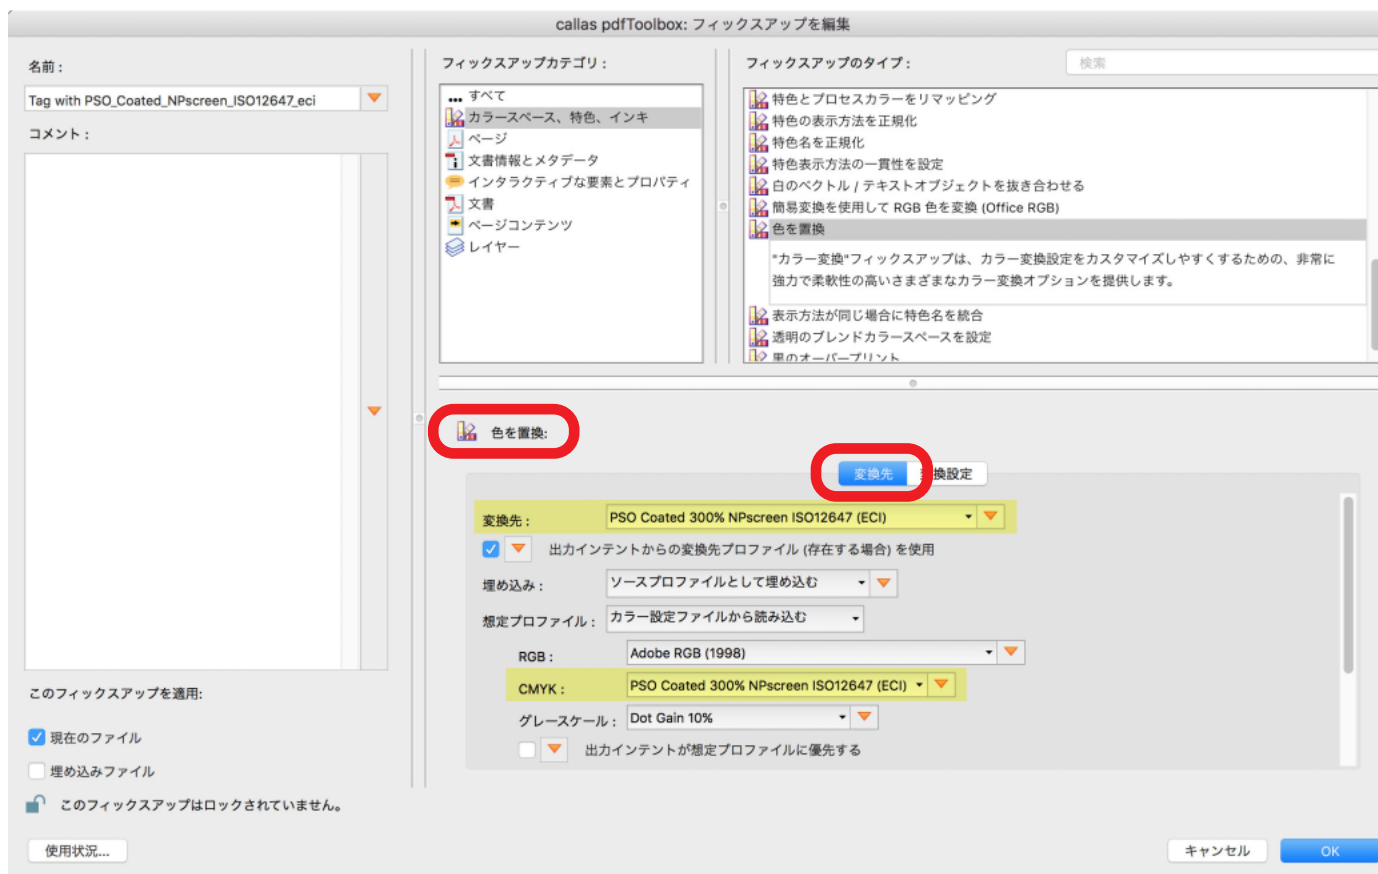 callas pdfToolbox: フィックスアップを編集
名前：
Tag with PSO_Coated_NPscreen_ISO12647_eci
コメント：
このフィックスアップを適用:
現在のファイル
埋め込みファイル
このフィックスアップはロックされていません。
使用状況...
フィックスアップカテゴリ：
... すべて
カラースペース、特色、インキ
ページ
文書情報とメタデータ
インタラクティブな要素とプロパティ
文書
ページコンテンツ
レイヤー
フィックスアップのタイプ：
検索
特色とプロセスカラーをリマッピング
特色の表示方法を正規化
特色名を正規化
特色表示方法の一貫性を設定
白のベクトル / テキストオブジェクトを抜き合わせる
簡易変換を使用して RGB 色を変換 (Office RGB)
色を置換
"カラー変換"フィックスアップは、カラー変換設定をカスタマイズしやすくするための、非常に
強力で柔軟性の高いさまざまなカラー変換オプションを提供します。
表示方法が同じ場合に特色名を統合
透明のブレンドカラースペースを設定
黒のオーバープリント
色を置換:
変換先
換設定
変換先： PSO Coated 300% NPscreen ISO12647 (ECI)
出力インテントからの変換先プロファイル (存在する場合) を使用
埋め込み： ソースプロファイルとして埋め込む
想定プロファイル： カラー設定ファイルから読み込む
RGB： Adobe RGB (1998)
CMYK： PSO Coated 300% NPscreen ISO12647 (ECI)
グレースケール： Dot Gain 10%
出力インテントが想定プロファイルに優先する
キャンセル
OK